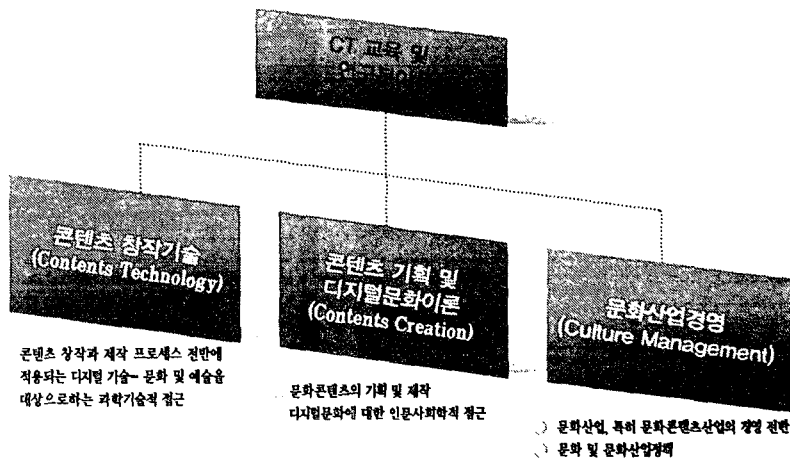 CT 교육 및
연구분야
콘텐츠 창작기술
(Contents Technology)
콘텐츠 창작과 제작 프로세스 전반에
적용되는 디지털 기술- 문화 및 예술을
대상으로하는 과학기술적 접근
콘텐츠 기획 및
디지털문화이론
(Contents Creation)
문화콘텐츠의 기획 및 제작
디지털문화에 대한 인문사회학적 접근
문화산업경영
(Culture Management)
문화산업, 특히 문화콘텐츠산업의 경영 전반
문화 및 문화산업정책